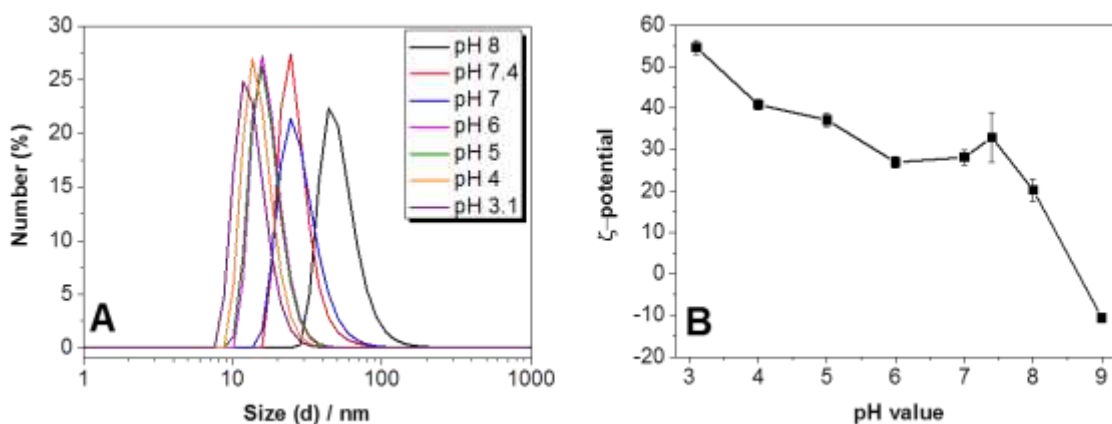 30
25
20
15
10
5
0
Number (%)
pH 8
pH 7.4
pH 7
pH 6
pH 5
pH 4
pH 3.1
A
1
10
100
1000
Size (d) / nm
60
50
40
30
20
10
0
-10
-20
ζ-potential
B
3
4
5
6
7
8
9
pH value